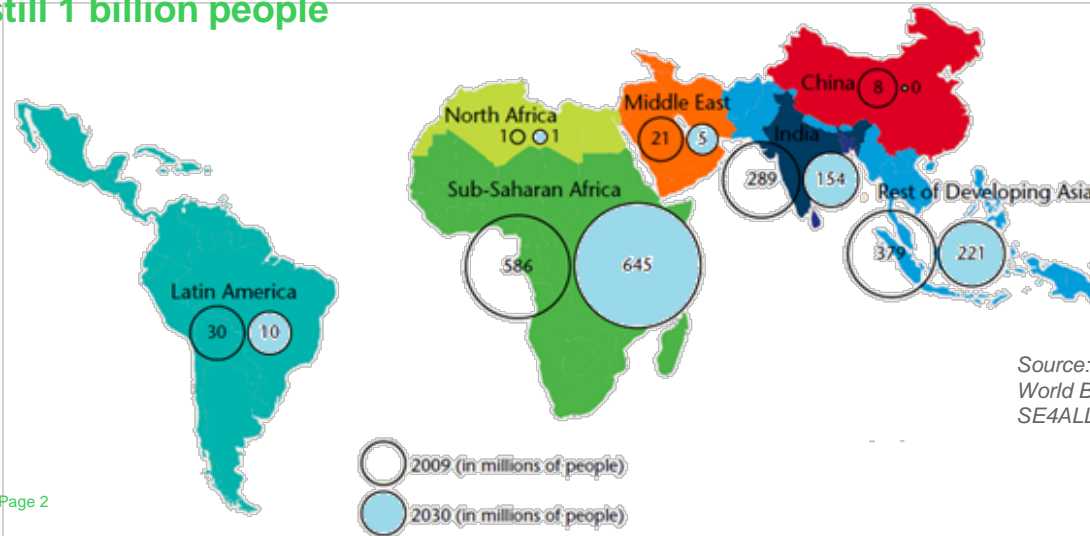 still 1 billion people
China 8 0
Middle East
North Africa
1 1
21 5
India
289 154
Sub-Saharan Africa
Rest of Developing Asia
586 645
379 221
Latin America
30 10
Source:
World B
SE4ALL
2009 (in millions of people)
Page 2
2030 (in millions of people)